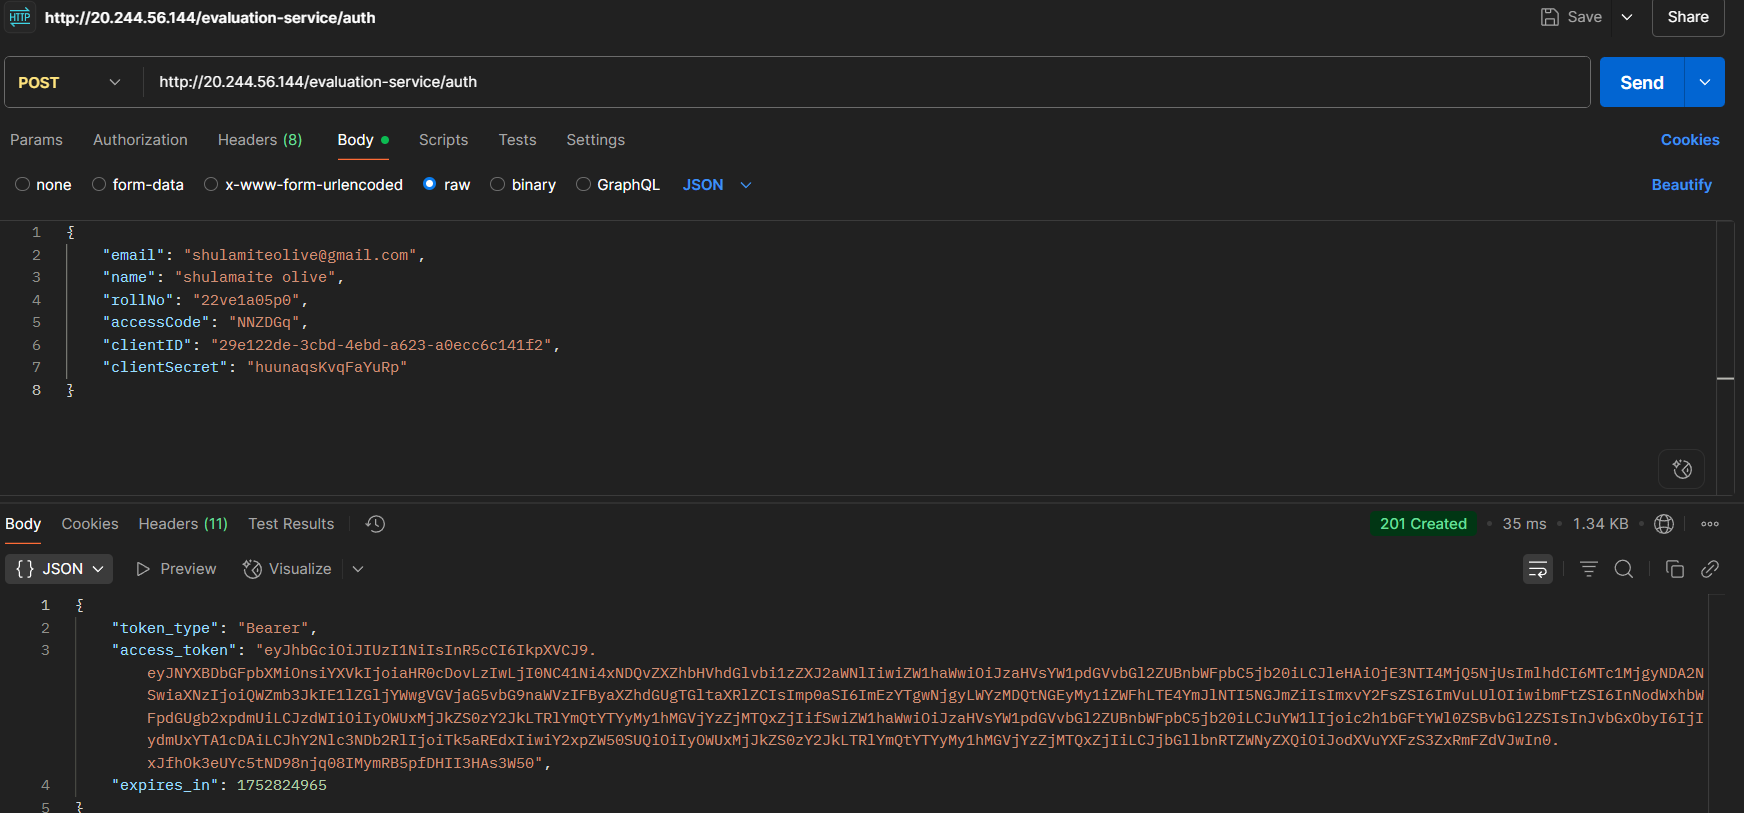 HTTP http://20.244.56.144/evaluation-service/auth Save Share
POST http://20.244.56.144/evaluation-service/auth Send
Params Authorization Headers (8) Body Scripts Tests Settings Cookies
none form-data x-www-form-urlencoded raw binary GraphQL JSON Beautify
1 {
2 "email": "shulamiteolive@gmail.com",
3 "name": "shulamaite olive",
4 "rollNo": "22ve1a05p0",
5 "accessCode": "NNZDGq",
6 "clientID": "29e122de-3cbd-4ebd-a623-a0ecc6c141f2",
7 "clientSecret": "huunaqsKvqFaYuRp"
8 }
Body Cookies Headers (11) Test Results 201 Created • 35 ms • 1.34 KB •
{} JSON Preview Visualize
1 {
2 "token_type": "Bearer",
3 "access_token": "eyJhbGciOiJIUzI1NiIsInR5cCI6IkpXVCJ9.
eyJNYXBDbGFpbXMiOnsiYXVkIjoiaHR0cDovLzIwLjI0NC41Ni4xNDQvZXZhbHVhdGlvbi1zZXJ2aWNlIiwiZW1haWwiOiJzaHVsYW1pdGVvbGl2ZUBnbWFpbC5jb20iLCJleHAiOjE3NTI4MjQ5NjUsImlhdCI6MTc1MjgyNDA2N
SwiaXNzIjoiQWZmb3JkIE1lZGljYWwgVGVjaG5vbG9naWVzIFByaXZhdGUgTGltaXRlZCIsImp0aSI6ImEzYTgwNjgyLWYzMDQtNGEyMy1iZWFhLTE4YmJlNTI5NGJmZiIsImxvY2FsZSI6ImVuLUlOIiwibmFtZSI6InNodWxhbW
FpdGUgb2xpdmUiLCJzdWIiOiIyOWUxMjJkZS0zY2JkLTRlYmQtYTYyMy1hMGVjYzZjMTQxZjIifSwiZW1haWwiOiJzaHVsYW1pdGVvbGl2ZUBnbWFpbC5jb20iLCJuYW1lIjoic2h1bGFtYWl0ZSBvbGl2ZSIsInJvbGxObyI6IjI
ydmUxYTA1cDAiLCJhY2Nlc3NDb2RlIjoiTk5aREdxIiwiY2xpZW50SUQiOiIyOWUxMjJkZS0zY2JkLTRlYmQtYTYyMy1hMGVjYzZjMTQxZjIiLCJjbGllbnRTZWNyZXQiOiJodXVuYXFzS3ZxRmFZdVJwIn0.
xJfhOk3eUYc5tND98njq08IMymRB5pfDHII3HAs3W50",
4 "expires_in": 1752824965
5 }